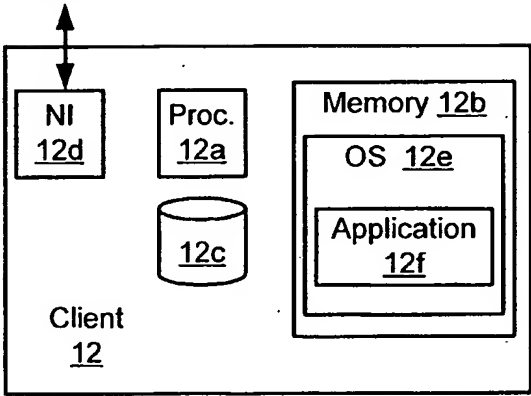 NI
12d
Proc.
12a
12c
Memory 12b
OS 12e
Application
12f
Client
12